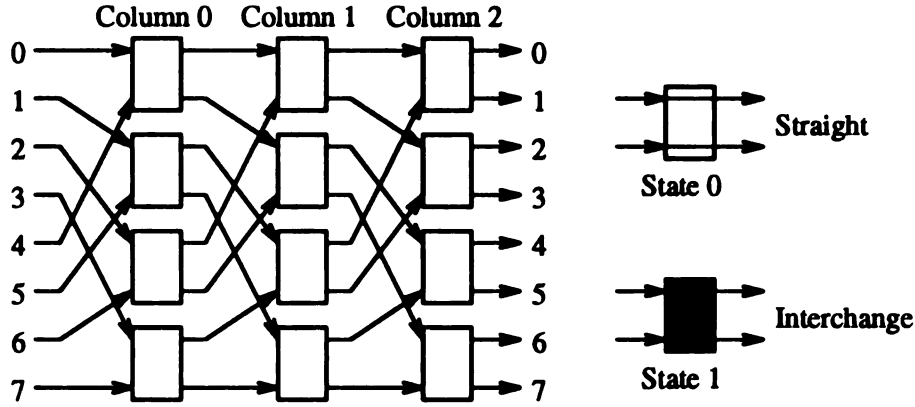 Column 0 Column 1 Column 2
0 0
1 1
2 2
3 3
4 4
5 5
6 6
7 7
Straight
State 0
Interchange
State 1